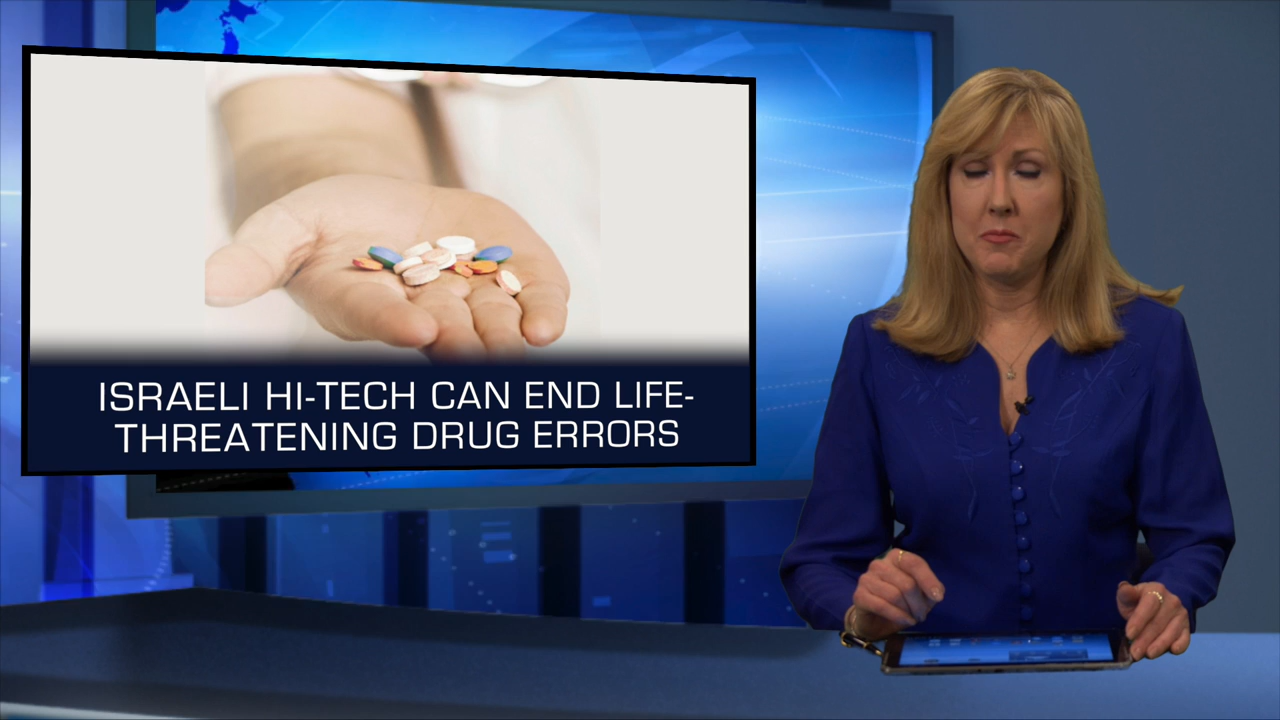 ISRAELI HI-TECH CAN END LIFE-
THREATENING DRUG ERRORS